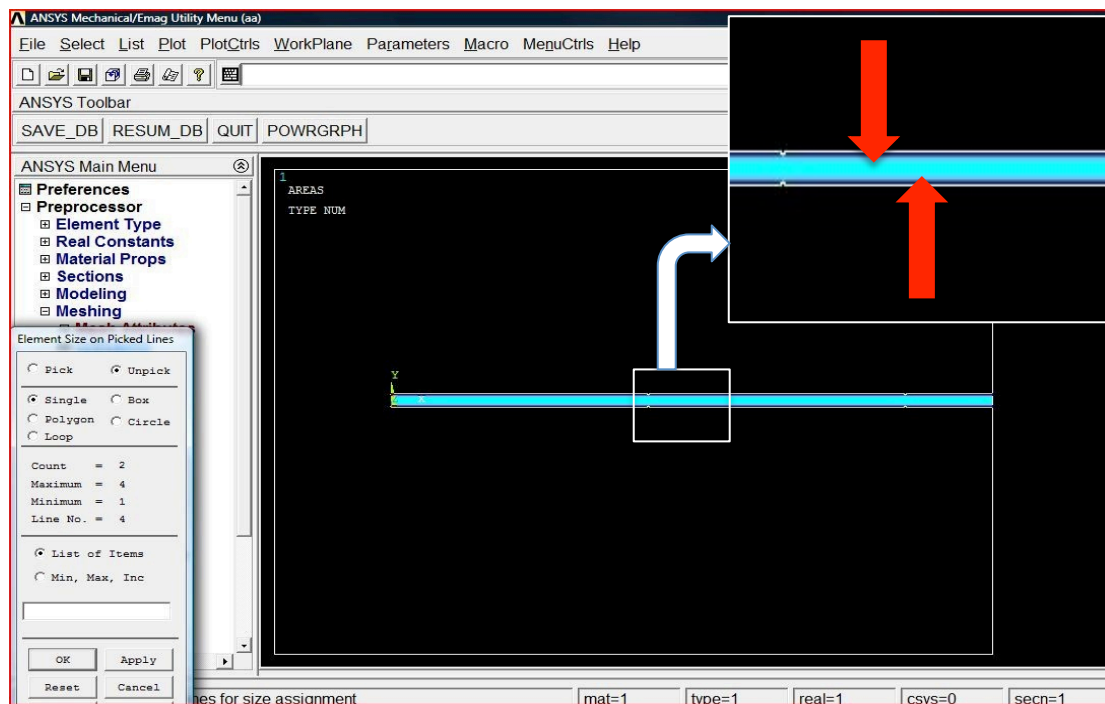 ANSYS Mechanical/Emag Utility Menu (aa)
File Select List Plot PlotCtrls WorkPlane Parameters Macro MenuCtrls Help
ANSYS Toolbar
SAVE_DB RESUM_DB QUIT POWRGRPH
ANSYS Main Menu
Preferences
Preprocessor
Element Type
Real Constants
Material Props
Sections
Modeling
Meshing
Mesh Attributes
Element Size on Picked Lines
Pick Unpick
Single Box
Polygon Circle
Loop
Count = 2
Maximum = 4
Minimum = 1
Line No. = 4
List of Items
Min, Max, Inc
OK Apply
Reset Cancel
1
AREAS
TYPE NUM
Y
X
nes for size assignment mat=1 type=1 real=1 csys=0 secn=1